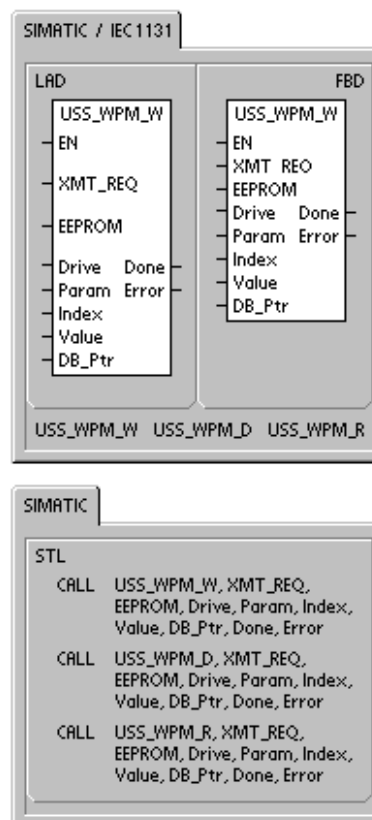 SIMATIC / IEC1131
LAD
USS_WPM_W
EN
XMT_REQ
EEPROM
Drive Done
Param Error
Index
Value
DB_Ptr
FBD
USS_WPM_W
EN
XMT REO
EEPROM
Drive Done
Param Error
Index
Value
DB_Ptr
USS_WPM_W USS_WPM_D USS_WPM_R
SIMATIC
STL
CALL USS_WPM_W, XMT_REQ,
EEPROM, Drive, Param, Index,
Value, DB_Ptr, Done, Error
CALL USS_WPM_D, XMT_REQ,
EEPROM, Drive, Param, Index,
Value, DB_Ptr, Done, Error
CALL USS_WPM_R, XMT_REQ,
EEPROM, Drive, Param, Index,
Value, DB_Ptr, Done, Error